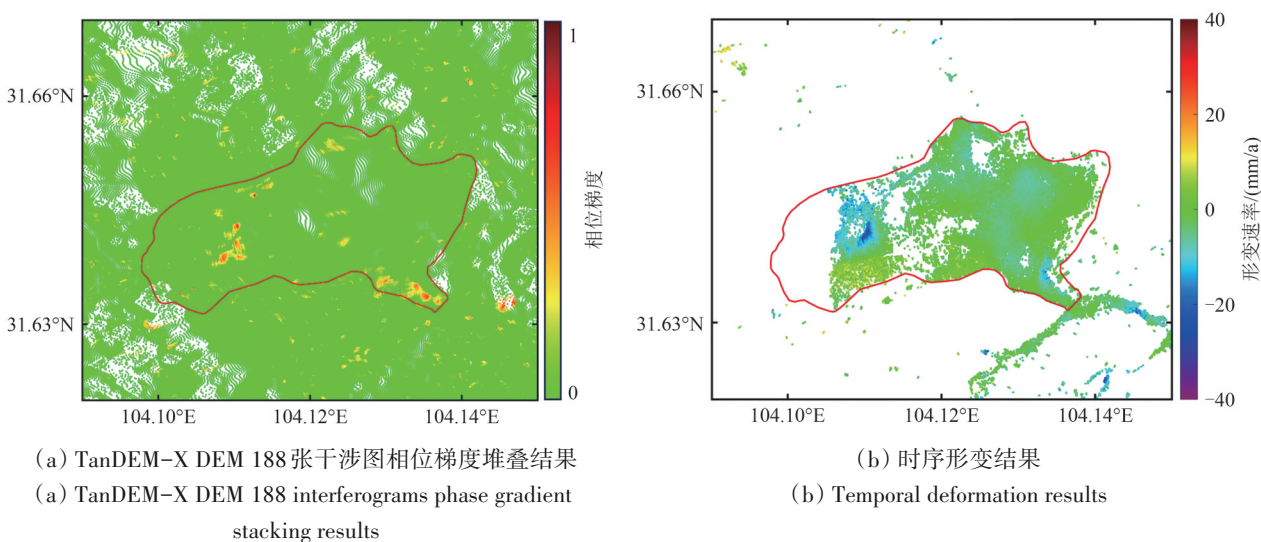 1
31.66°N
相位梯度
31.63°N
0
104.10°E
104.12°E
104.14°E
(a) TanDEM-X DEM 188张干涉图相位梯度堆叠结果
(a) TanDEM-X DEM 188 interferograms phase gradient
stacking results
40
31.66°N
20
形变速率/(mm/a)
0
-20
31.63°N
-40
104.10°E
104.12°E
104.14°E
(b) 时序形变结果
(b) Temporal deformation results